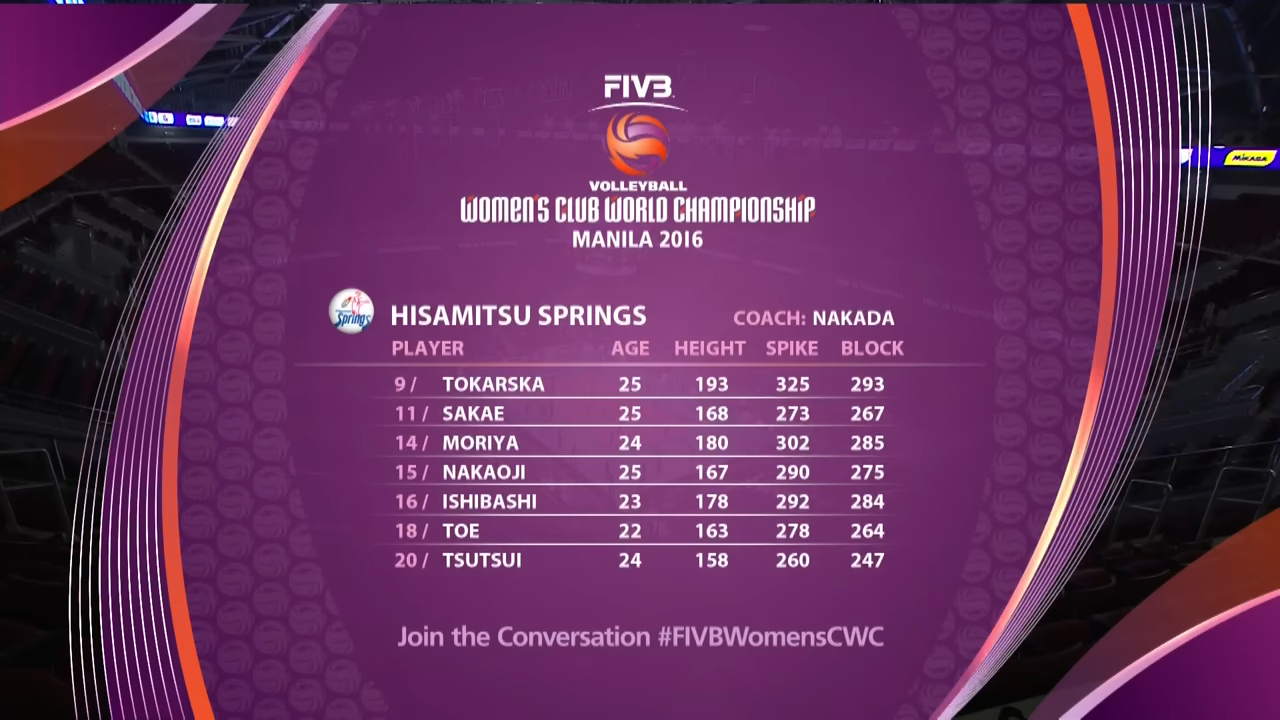 FIVB
VOLLEYBALL
WOMEN'S CLUB WORLD CHAMPIONSHIP
MANILA 2016
Springs
HISAMITSU SPRINGS COACH: NAKADA
PLAYER AGE HEIGHT SPIKE BLOCK
9 / TOKARSKA 25 193 325 293
11 / SAKAE 25 168 273 267
14 / MORIYA 24 180 302 285
15 / NAKAOJI 25 167 290 275
16 / ISHIBASHI 23 178 292 284
18 / TOE 22 163 278 264
20 / TSUTSUI 24 158 260 247
Join the Conversation #FIVBWomensCWC
MIKASA